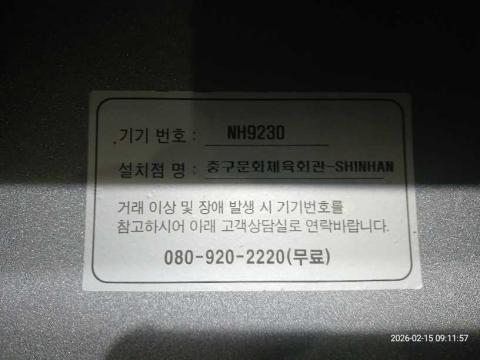 기기 번호 : NH9230
설치점 명 : 중구문화체육회관-SHINHAN
거래 이상 및 장애 발생 시 기기번호를
참고하시어 아래 고객상담실로 연락바랍니다.
080-920-2220(무료)
2026-02-15 09:11:57